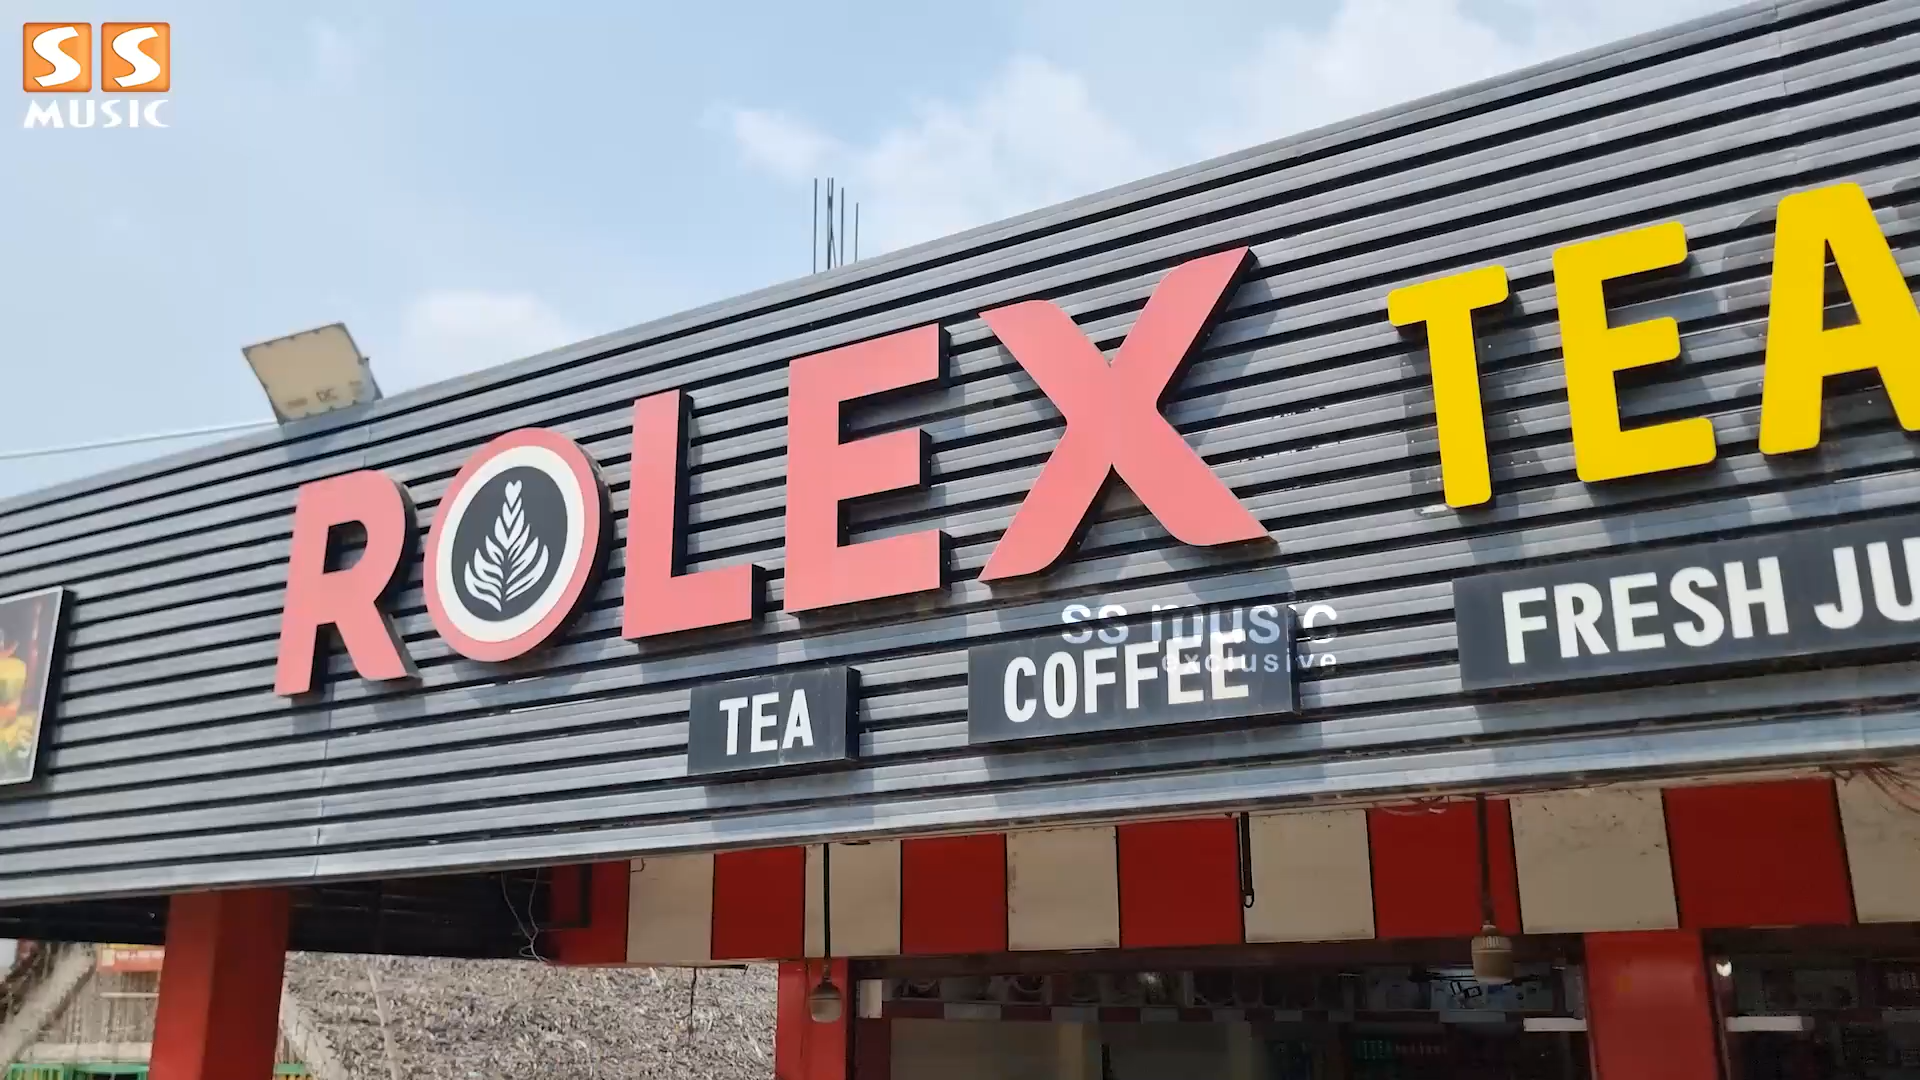 SS
MUSIC
ROLEX TEA
ss music
exclusive
TEA COFFEE FRESH JU